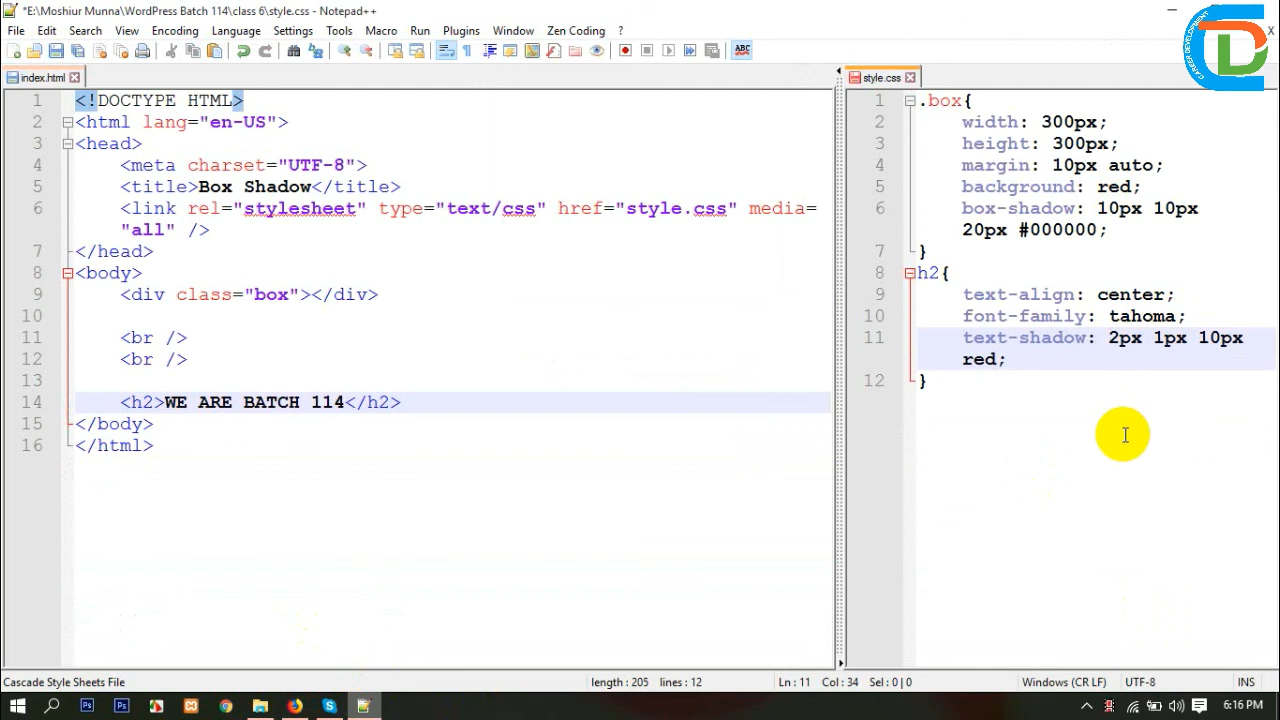 *E:\Moshiur Munna\WordPress Batch 114\class 6\style.css - Notepad++
File Edit Search View Encoding Language Settings Tools Macro Run Plugins Window Zen Coding ? X
ABC
index.html
1 <!DOCTYPE HTML>
2 <html lang="en-US">
3 <head>
4 <meta charset="UTF-8">
5 <title>Box Shadow</title>
6 <link rel="stylesheet" type="text/css" href="style.css" media=
"all" />
7 </head>
8 <body>
9 <div class="box"></div>
10
11 <br />
12 <br />
13
14 <h2>WE ARE BATCH 114</h2>
15 </body>
16 </html>
style.css
1 .box{
2 width: 300px;
3 height: 300px;
4 margin: 10px auto;
5 background: red;
6 box-shadow: 10px 10px
20px #000000;
7 }
8 h2{
9 text-align: center;
10 font-family: tahoma;
11 text-shadow: 2px 1px 10px
red;
12 }
CAREER DEVELOPMENT
Cascade Style Sheets File length : 205 lines : 12 Ln : 11 Col : 34 Sel : 0 | 0 Windows (CR LF) UTF-8 INS
Ps Ps 6:16 PM